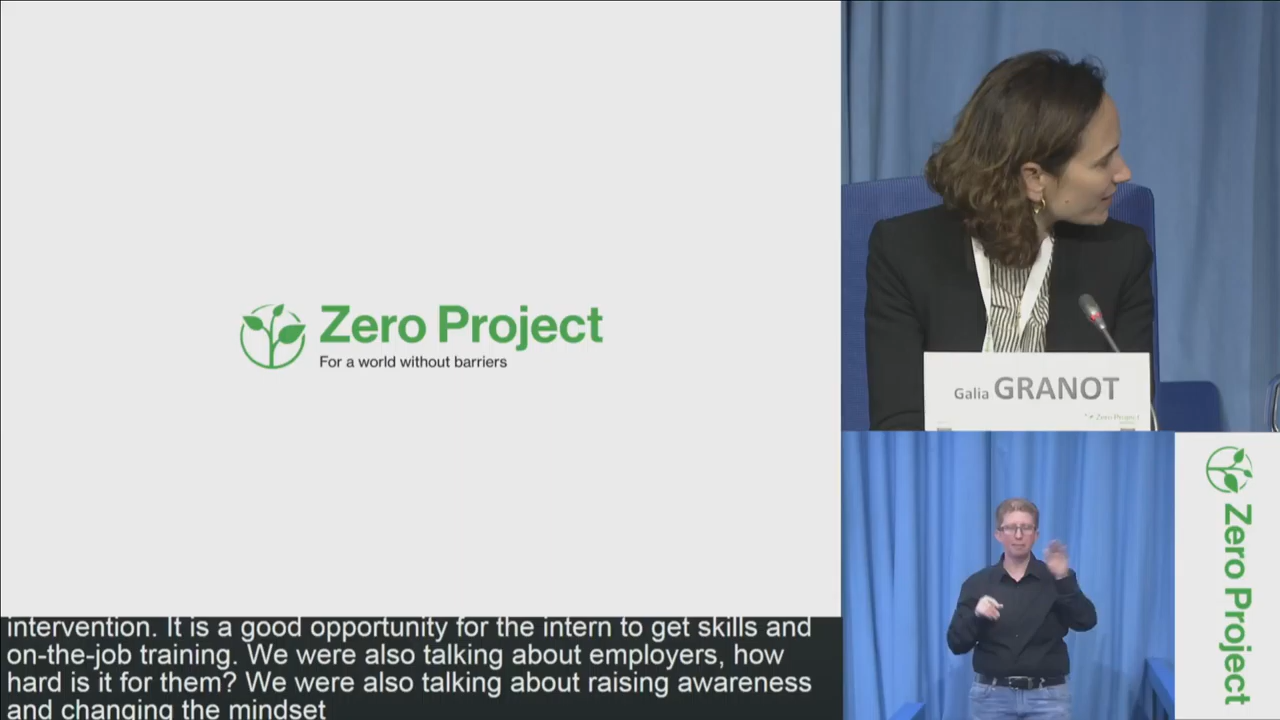 Zero Project
For a world without barriers
Galia GRANOT
Zero Project
intervention. It is a good opportunity for the intern to get skills and
on-the-job training. We were also talking about employers, how
hard is it for them? We were also talking about raising awareness
and changing the mindset
Zero Project